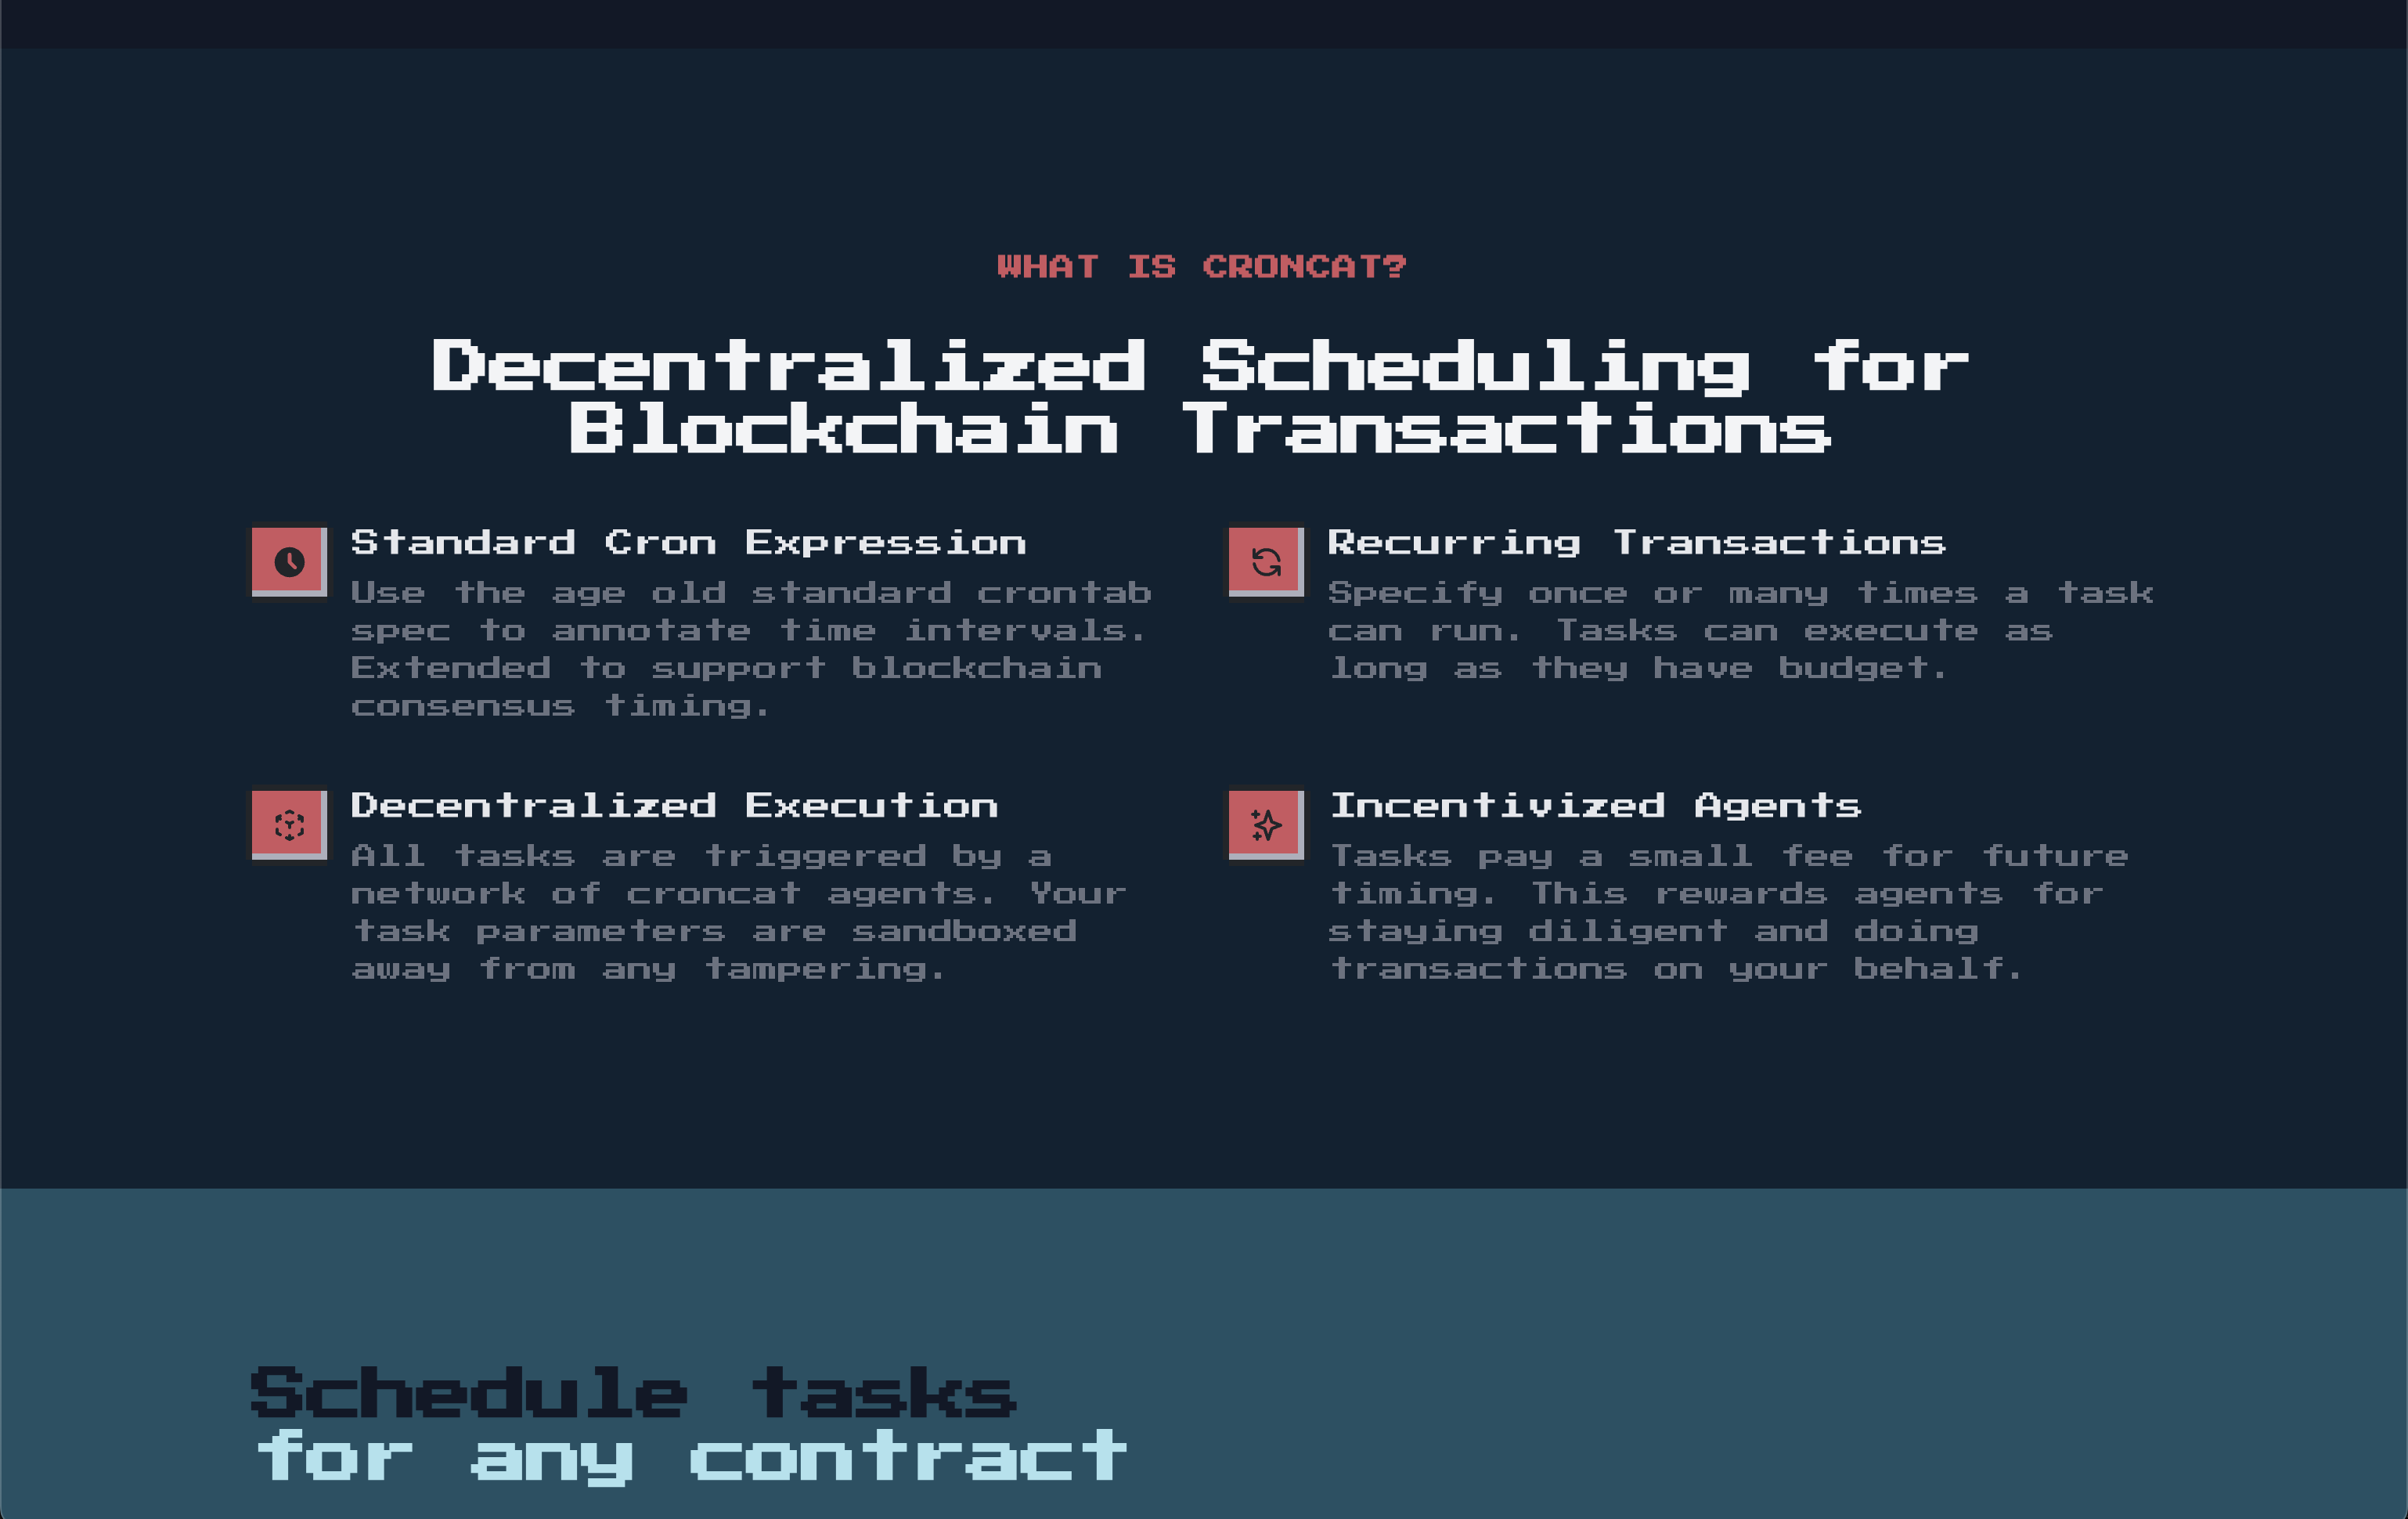 WHAT IS CRONCAT?
Decentralized Scheduling for
Blockchain Transactions
Standard Cron Expression
Use the age old standard crontab
spec to annotate time intervals.
Extended to support blockchain
consensus timing.
Recurring Transactions
Specify once or many times a task
can run. Tasks can execute as
long as they have budget.
Decentralized Execution
All tasks are triggered by a
network of croncat agents. Your
task parameters are sandboxed
away from any tampering.
Incentivized Agents
Tasks pay a small fee for future
timing. This rewards agents for
staying diligent and doing
transactions on your behalf.
Schedule tasks
for any contract